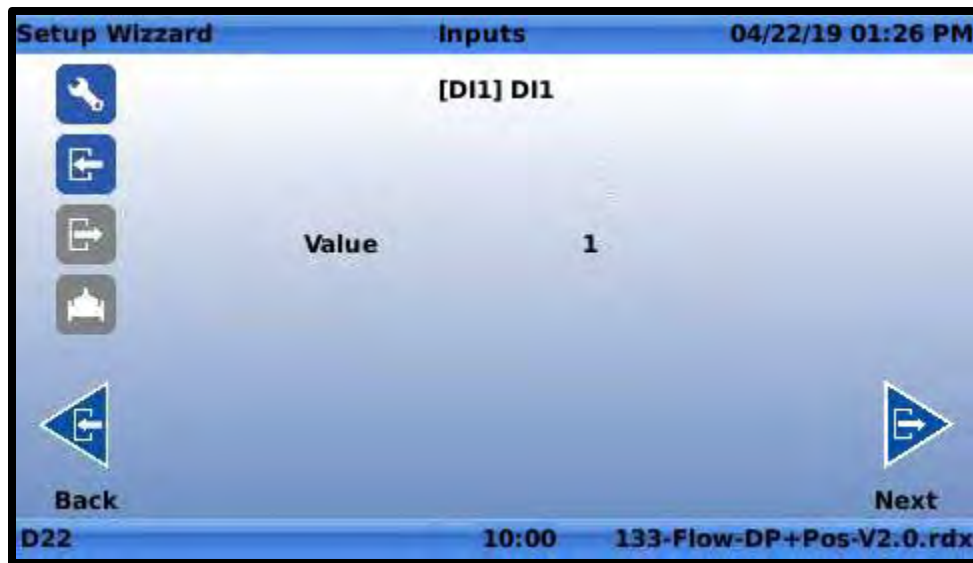 Setup Wizzard Inputs 04/22/19 01:26 PM
[DI1] DI1
Value 1
Back Next
D22 10:00 133-Flow-DP+Pos-V2.0.rdx